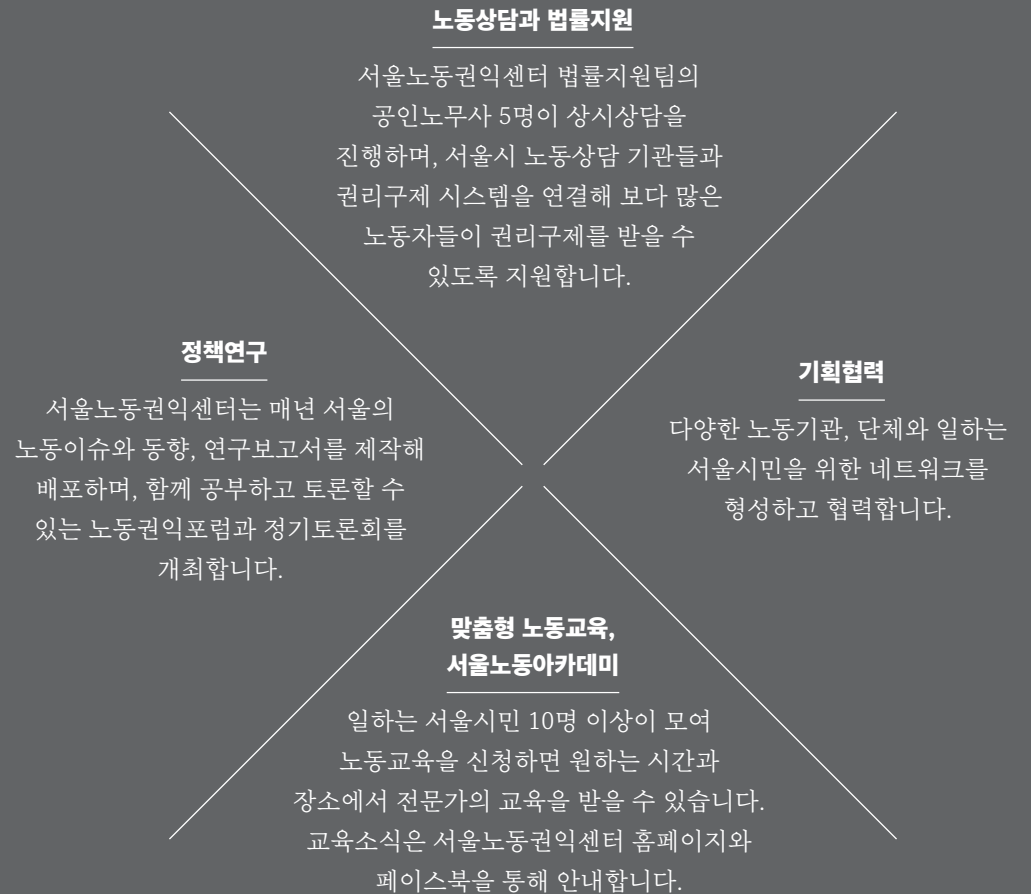 노동상담과 법률지원
서울노동권익센터 법률지원팀의
공인노무사 5명이 상시상담을
진행하며, 서울시 노동상담 기관들과
권리구제 시스템을 연결해 보다 많은
노동자들이 권리구제를 받을 수
있도록 지원합니다.
정책연구
서울노동권익센터는 매년 서울의
노동이슈와 동향, 연구보고서를 제작해
배포하며, 함께 공부하고 토론할 수
있는 노동권익포럼과 정기토론회를
개최합니다.
기획협력
다양한 노동기관, 단체와 일하는
서울시민을 위한 네트워크를
형성하고 협력합니다.
맞춤형 노동교육,
서울노동아카데미
일하는 서울시민 10명 이상이 모여
노동교육을 신청하면 원하는 시간과
장소에서 전문가의 교육을 받을 수 있습니다.
교육소식은 서울노동권익센터 홈페이지와
페이스북을 통해 안내합니다.